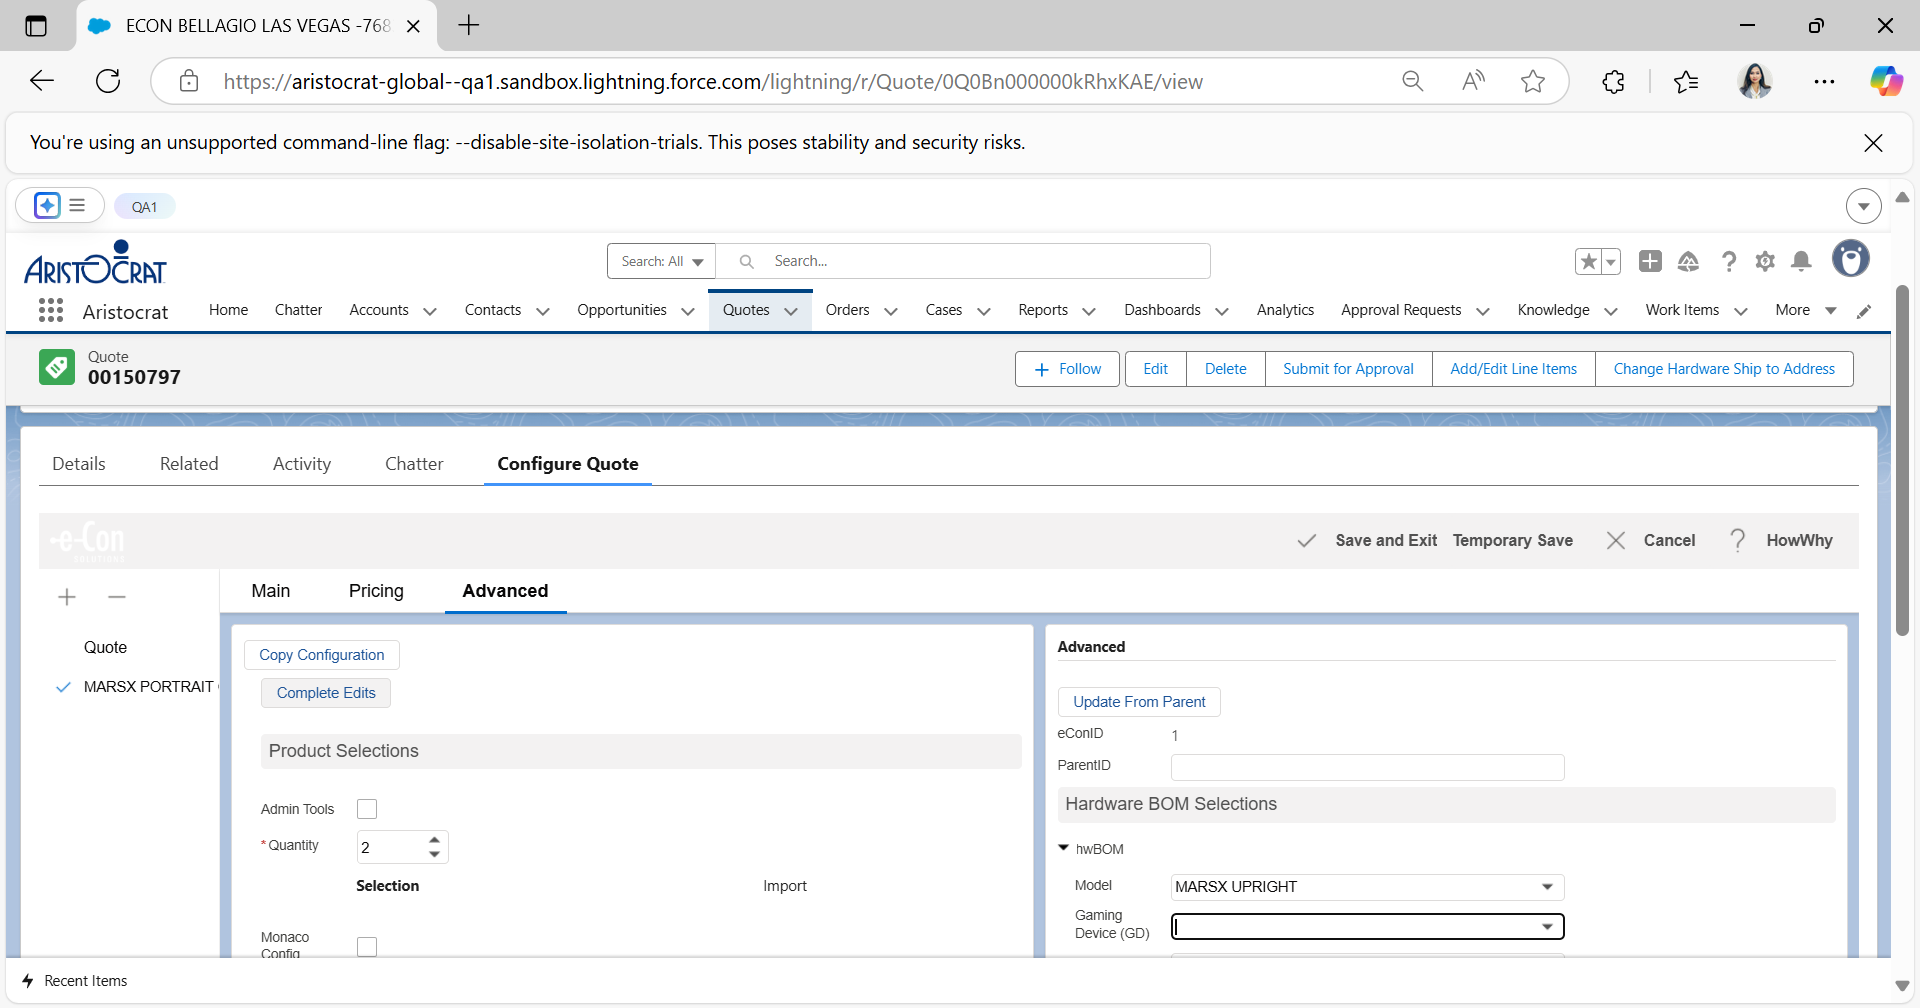 ECON BELLAGIO LAS VEGAS -768
https://aristocrat-global--qa1.sandbox.lightning.force.com/lightning/r/Quote/0Q0Bn000000kRhxKAE/view
You're using an unsupported command-line flag: --disable-site-isolation-trials. This poses stability and security risks.
QA1
ARISTOCRAT
Search: All
Search...
Aristocrat
Home
Chatter
Accounts
Contacts
Opportunities
Quotes
Orders
Cases
Reports
Dashboards
Analytics
Approval Requests
Knowledge
Work Items
More
Quote
00150797
Follow
Edit
Delete
Submit for Approval
Add/Edit Line Items
Change Hardware Ship to Address
Details
Related
Activity
Chatter
Configure Quote
e-Con
SOLUTIONS
Save and Exit
Temporary Save
Cancel
HowWhy
Main
Pricing
Advanced
Quote
MARSX PORTRAIT
Copy Configuration
Complete Edits
Product Selections
Admin Tools
*Quantity
2
Selection
Import
Monaco
Config
Advanced
Update From Parent
eConID
1
ParentID
Hardware BOM Selections
hwBOM
Model
MARSX UPRIGHT
Gaming
Device (GD)
Recent Items